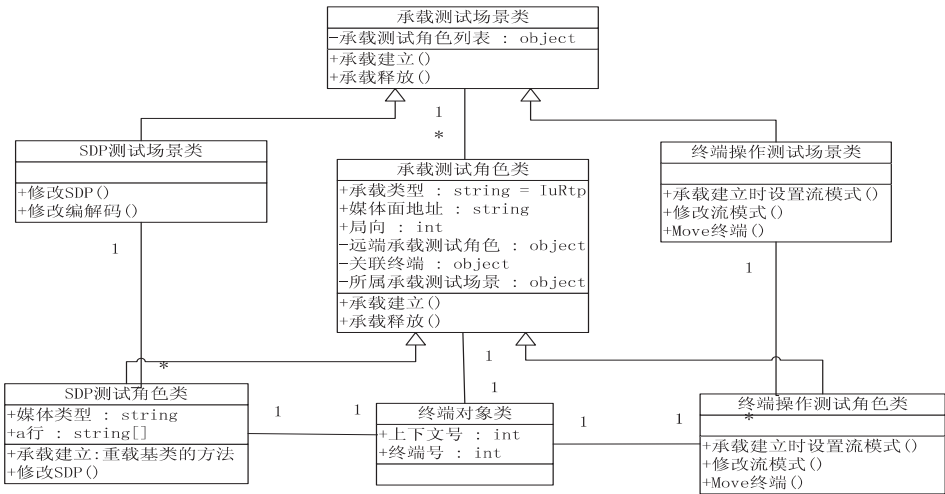 承载测试场景类
-承载测试角色列表 : object
+承载建立()
+承载释放()
1
*
SDP测试场景类
+修改SDP()
+修改编解码()
1
承载测试角色类
+承载类型 : string = IuRtp
+媒体面地址 : string
+局向 : int
-远端承载测试角色 : object
-关联终端 : object
-所属承载测试场景 : object
+承载建立()
+承载释放()
终端操作测试场景类
+承载建立时设置流模式()
+修改流模式()
+Move终端()
1
*
1
1
SDP测试角色类
+媒体类型 : string
+a行 : string[]
+承载建立:重载基类的方法
+修改SDP()
1
1
终端对象类
+上下文号 : int
+终端号 : int
1
1
终端操作测试角色类
*
+承载建立时设置流模式()
+修改流模式()
+Move终端()